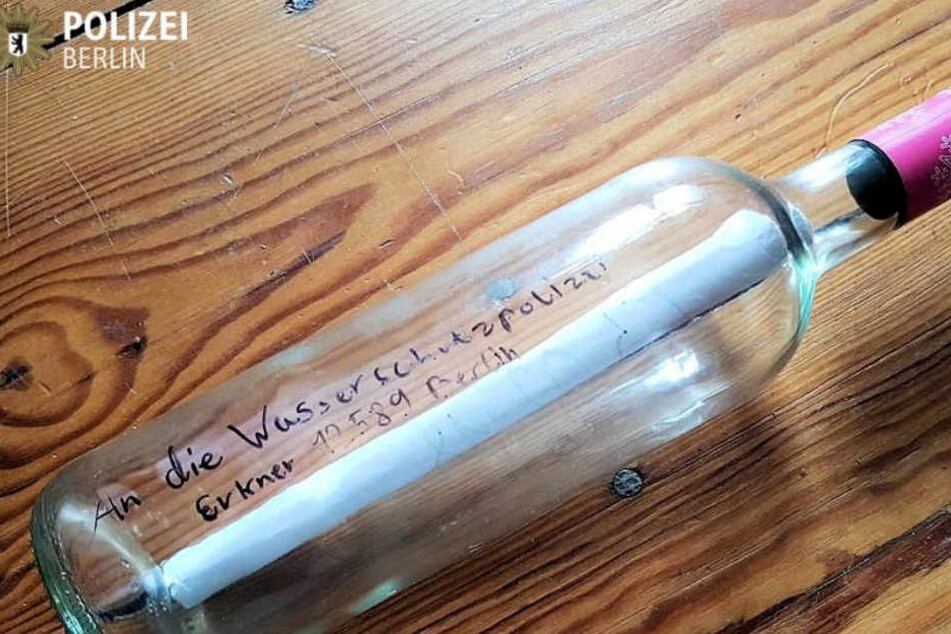 POLIZEI
BERLIN
An die Wasserschutzpolizei
Erkner 12589 Berlin